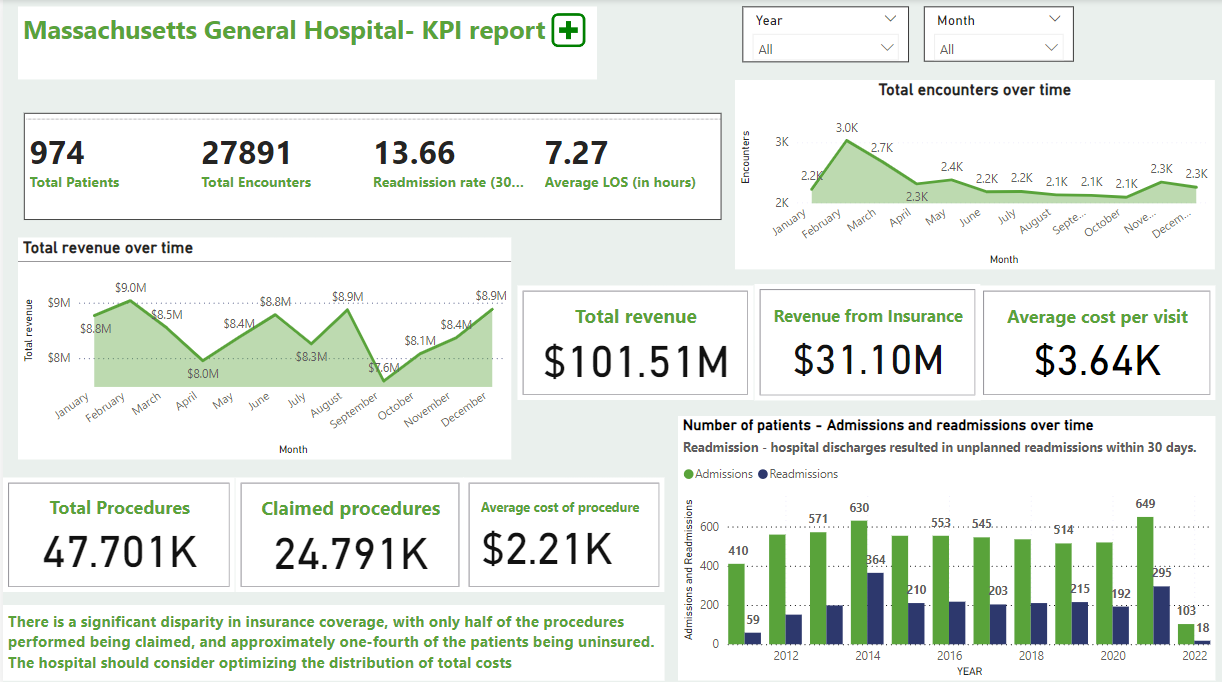 Massachusetts General Hospital- KPI report
Year
All
Month
All
974
Total Patients
27891
Total Encounters
13.66
Readmission rate (30...
7.27
Average LOS (in hours)
Total encounters over time
Encounters
3K
2K
2.2K
3.0K
2.7K
2.3K
2.4K
2.2K
2.2K
2.1K
2.1K
2.1K
2.3K
2.3K
January
February
March
April
May
June
July
August
Septe...
October
Nove...
Decem...
Month
Total revenue over time
Total revenue
$9M
$8M
$8.8M
$9.0M
$8.5M
$8.0M
$8.4M
$8.8M
$8.3M
$8.9M
$7.6M
$8.1M
$8.4M
$8.9M
January
February
March
April
May
June
July
August
September
October
November
December
Month
Total revenue
$101.51M
Revenue from Insurance
$31.10M
Average cost per visit
$3.64K
Total Procedures
47.701K
Claimed procedures
24.791K
Average cost of procedure
$2.21K
Number of patients - Admissions and readmissions over time
Readmission - hospital discharges resulted in unplanned readmissions within 30 days.
Admissions
Readmissions
Admissions and Readmissions
600
400
200
0
410
59
571
630
364
210
553
545
203
514
215
192
649
295
103
18
2012
2014
2016
2018
2020
2022
YEAR
There is a significant disparity in insurance coverage, with only half of the procedures
performed being claimed, and approximately one-fourth of the patients being uninsured.
The hospital should consider optimizing the distribution of total costs